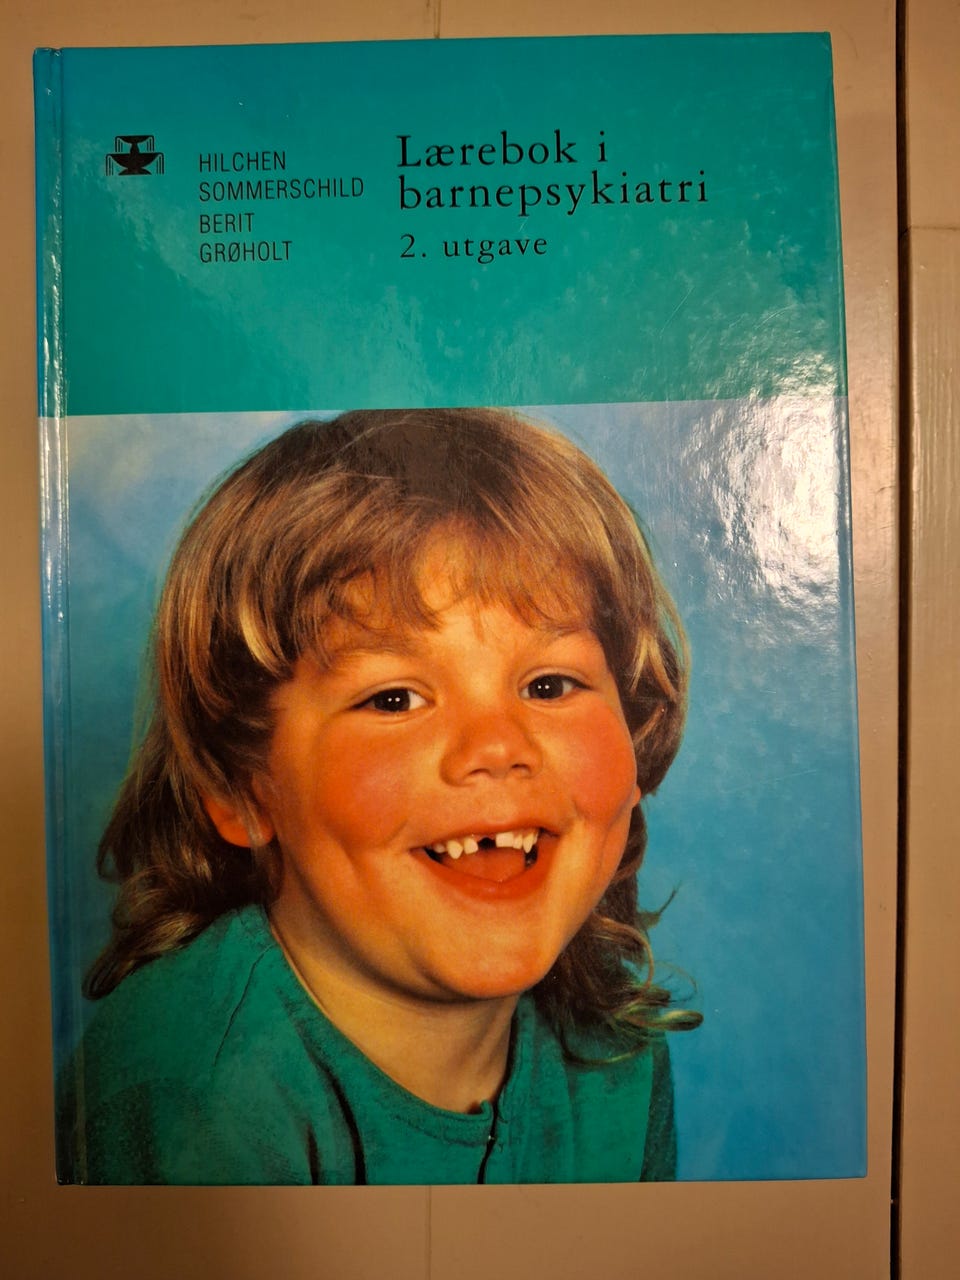 HILCHEN
SOMMERSCHILD
BERIT
GRØHOLT
Lærebok i
barnepsykiatri
2. utgave